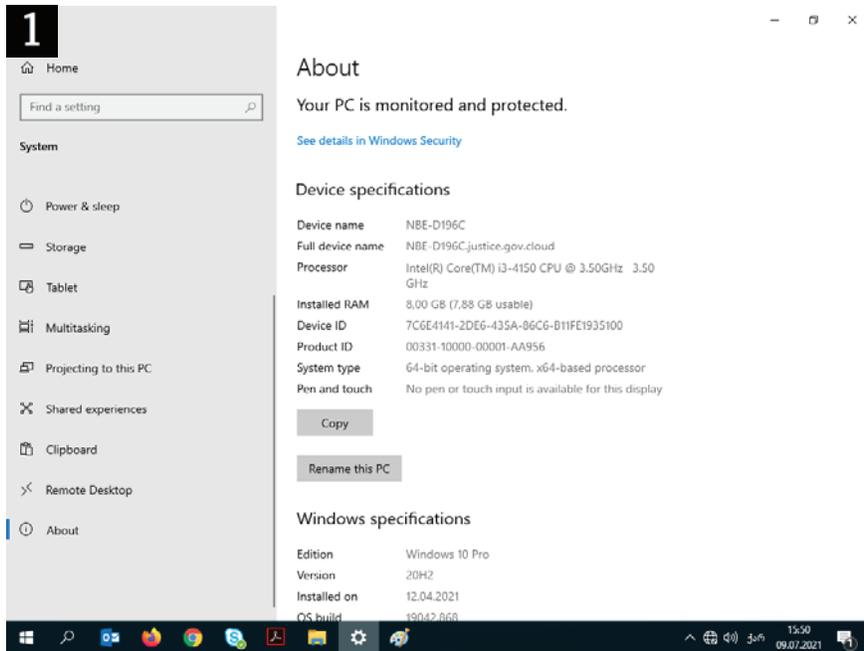 1
Home
Find a setting
System
Power & sleep
Storage
Tablet
Multitasking
Projecting to this PC
Shared experiences
Clipboard
Remote Desktop
About
About
Your PC is monitored and protected.
See details in Windows Security
Device specifications
Device name NBE-D196C
Full device name NBE-D196C.justice.gov.cloud
Processor Intel(R) Core(TM) i3-4150 CPU @ 3.50GHz 3.50
GHz
Installed RAM 8,00 GB (7,88 GB usable)
Device ID 7C6E4141-2DE6-435A-86C6-B11FE1935100
Product ID 00331-10000-00001-AA956
System type 64-bit operating system, x64-based processor
Pen and touch No pen or touch input is available for this display
Copy
Rename this PC
Windows specifications
Edition Windows 10 Pro
Version 20H2
Installed on 12.04.2021
OS build 19042.868
ქარ
15:50
09.07.2021
1